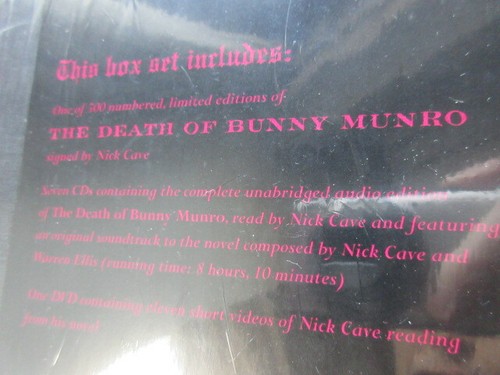 This box set includes:
One of 500 numbered, limited editions of
THE DEATH OF BUNNY MUNRO
signed by Nick Cave
Seven CDs containing the complete unabridged audio edition
of The Death of Bunny Munro, read by Nick Cave and featuring
an original soundtrack to the novel composed by Nick Cave and
Warren Ellis (running time: 8 hours, 10 minutes)
One DVD containing eleven short videos of Nick Cave reading
from his novel